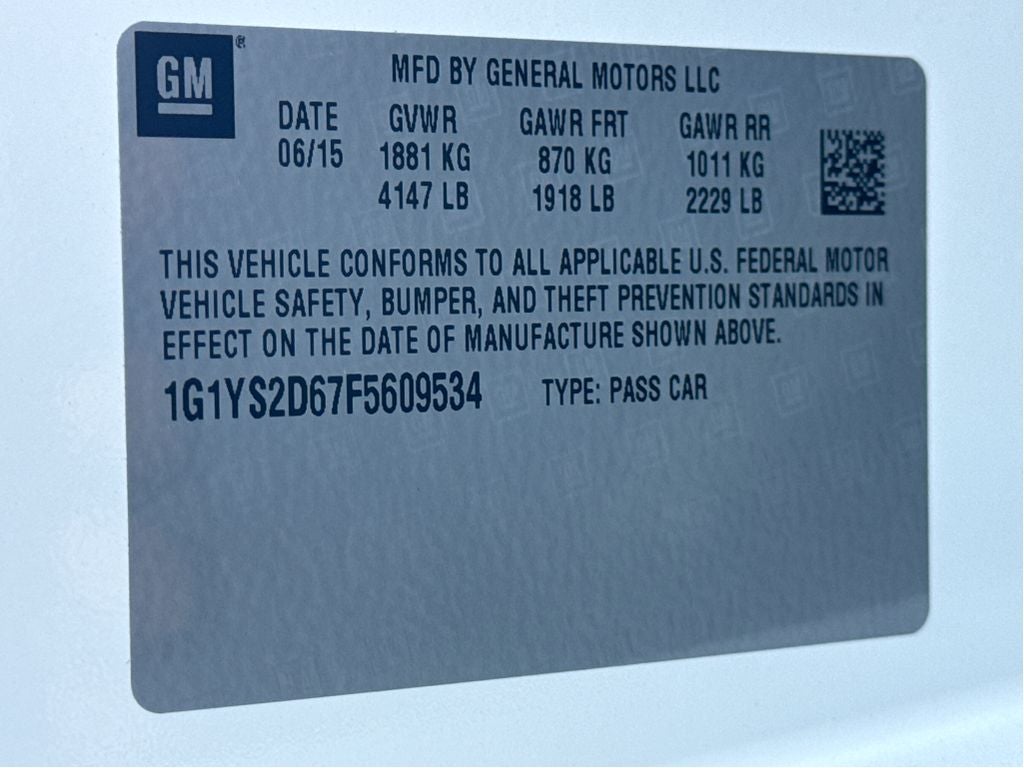 GM ®
MFD BY GENERAL MOTORS LLC
DATE GVWR GAWR FRT GAWR RR
06/15 1881 KG 870 KG 1011 KG
4147 LB 1918 LB 2229 LB
THIS VEHICLE CONFORMS TO ALL APPLICABLE U.S. FEDERAL MOTOR
VEHICLE SAFETY, BUMPER, AND THEFT PREVENTION STANDARDS IN
EFFECT ON THE DATE OF MANUFACTURE SHOWN ABOVE.
1G1YS2D67F5609534 TYPE: PASS CAR